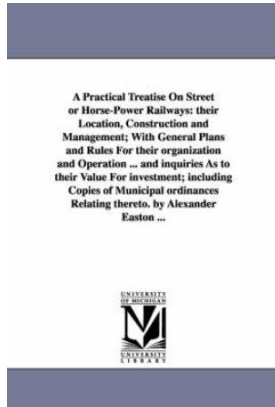 A Practical Treatise On Street
or Horse-Power Railways: their
Location, Construction and
Management; With General Plans
and Rules For their organization
and Operation ... and inquiries As to
their Value For investment; including
Copies of Municipal ordinances
Relating thereto. by Alexander
Easton ...
UNIVERSITY
OF MICHIGAN
UNIVERSITY
LIBRARY